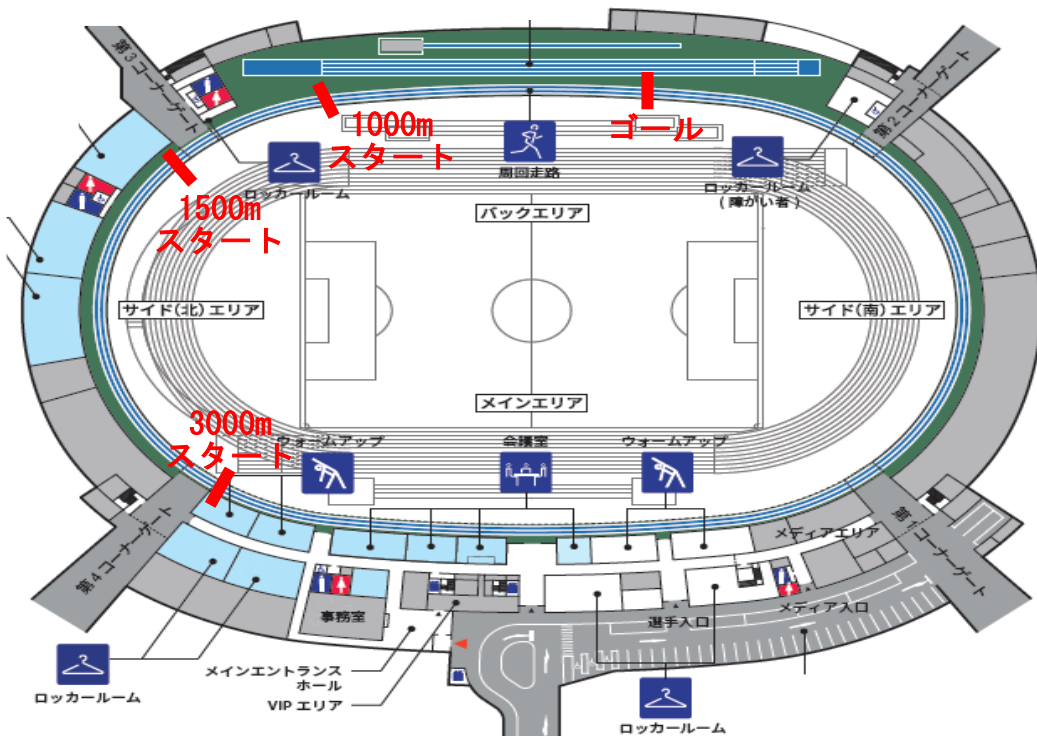 第3コーナーゲート
第2コーナーゲート
1000m
スタート
ゴール
周回走路
ロッカールーム
ロッカールーム
(障がい者)
1500m
スタート
バックエリア
サイド(北)エリア
サイド(南)エリア
メインエリア
3000m
スタート
ウォームアップ
会議室
ウォームアップ
メディアエリア
第4コーナーゲート
第1コーナーゲート
事務室
選手入口
メディア入口
メインエントランス
ホール
VIP エリア
ロッカールーム
ロッカールーム